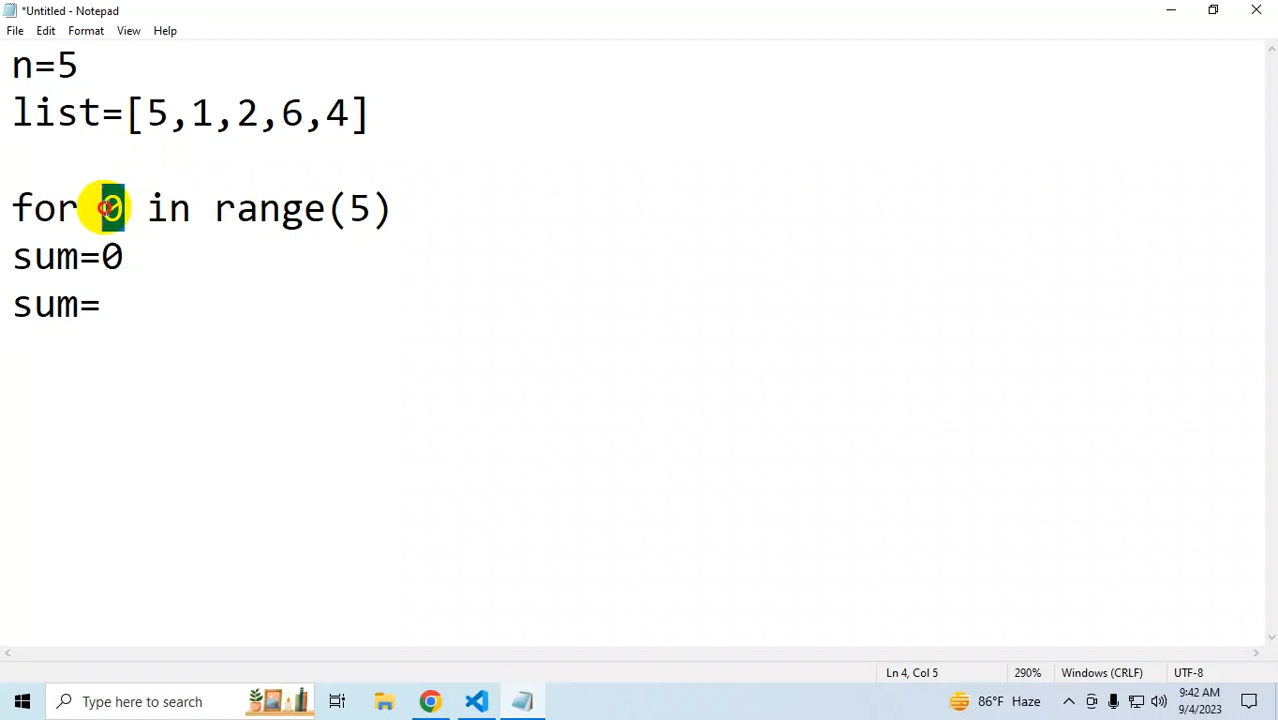 *Untitled - Notepad
File Edit Format View Help
n=5
list=[5,1,2,6,4]
for 0 in range(5)
sum=0
sum=
Ln 4, Col 5 290% Windows (CRLF) UTF-8
Type here to search 86°F Haze 9:42 AM
9/4/2023